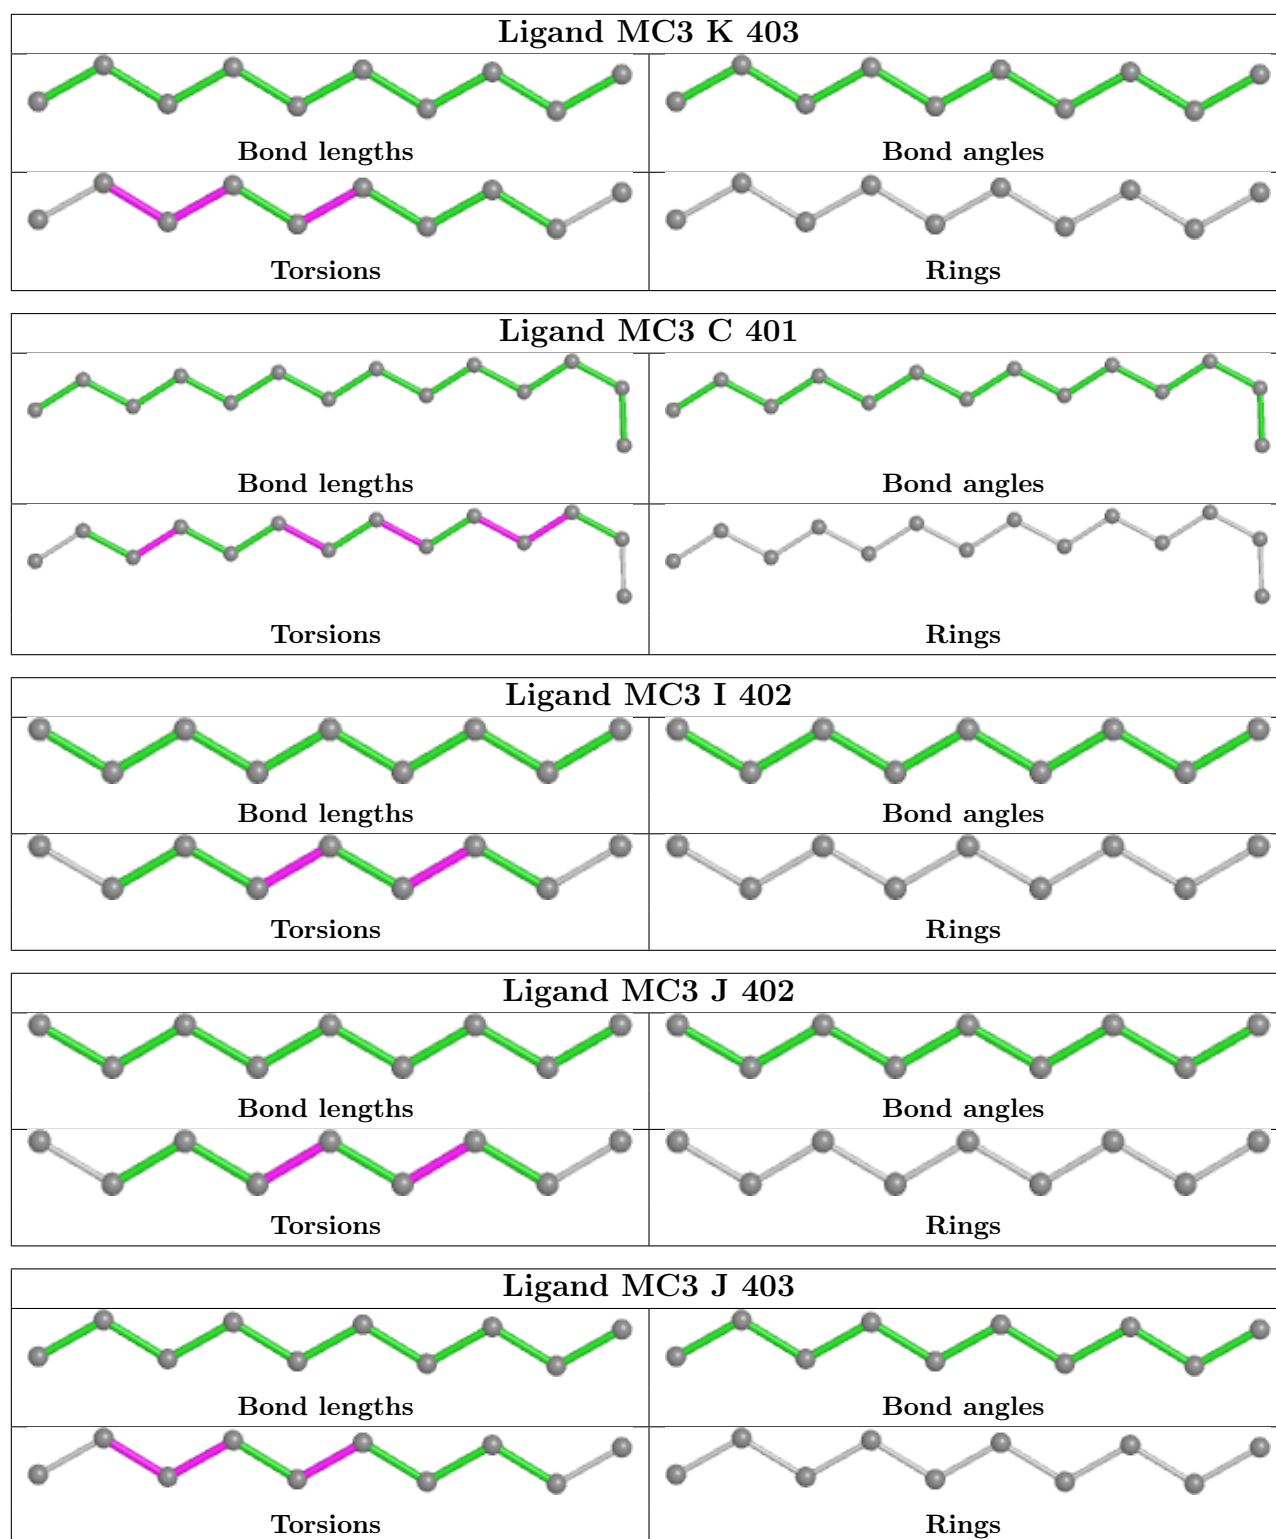 Ligand MC3 K 403
Bond lengths
Bond angles
Torsions
Rings
Ligand MC3 C 401
Bond lengths
Bond angles
Torsions
Rings
Ligand MC3 I 402
Bond lengths
Bond angles
Torsions
Rings
Ligand MC3 J 402
Bond lengths
Bond angles
Torsions
Rings
Ligand MC3 J 403
Bond lengths
Bond angles
Torsions
Rings